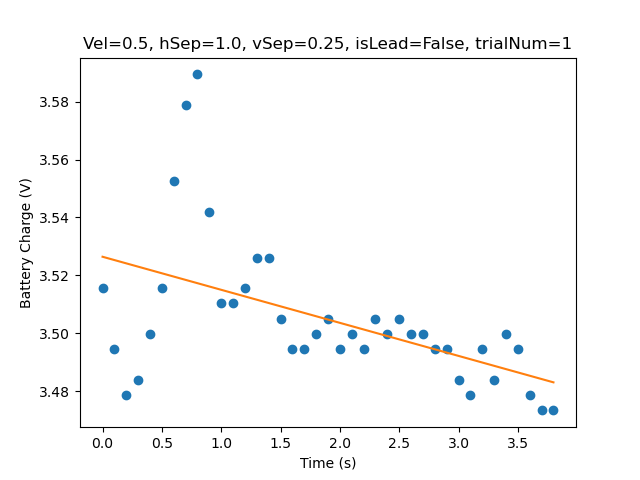 Vel=0.5, hSep=1.0, vSep=0.25, isLead=False, trialNum=1
3.58
3.56
3.54
3.52
3.50
3.48
Battery Charge (V)
0.0 0.5 1.0 1.5 2.0 2.5 3.0 3.5
Time (s)